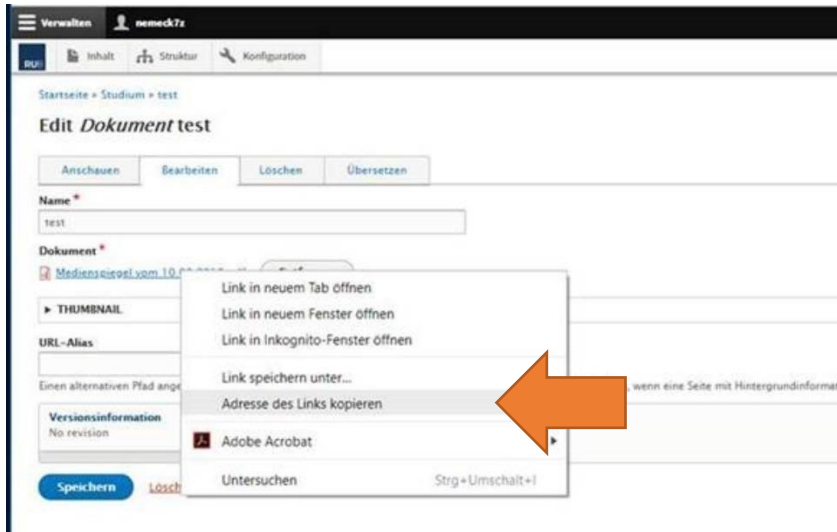 Verwalten nemeck7z
RUB Inhalt Struktur Konfiguration
Startseite » Studium » test
Edit Dokument test
Anschauen Bearbeiten Löschen Übersetzen
Name *
test
Dokument *
Medienspiegel vom
THUMBNAIL
URL-Alias
Einen alternativen Pfad , wenn eine Seite mit
Versionsinformation
No revision
Speichern
Link in neuem Tab öffnen
Link in neuem Fenster öffnen
Link in Inkognito-Fenster öffnen
Link speichern unter...
Adresse des Links kopieren
Adobe Acrobat
Untersuchen Strg+Umschalt+I